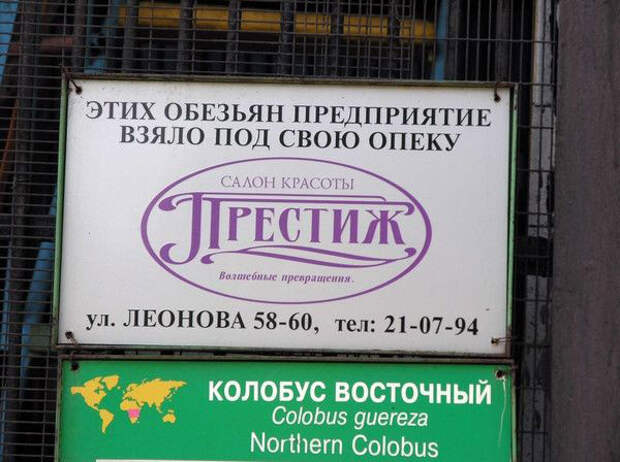 ЭТИХ ОБЕЗЬЯН ПРЕДПРИЯТИЕ
ВЗЯЛО ПОД СВОЮ ОПЕКУ
САЛОН КРАСОТЫ
ПРЕСТИЖ
Волшебные превращения.
ул. ЛЕОНОВА 58-60, тел: 21-07-94
КОЛОБУС ВОСТОЧНЫЙ
Colobus guereza
Northern Colobus